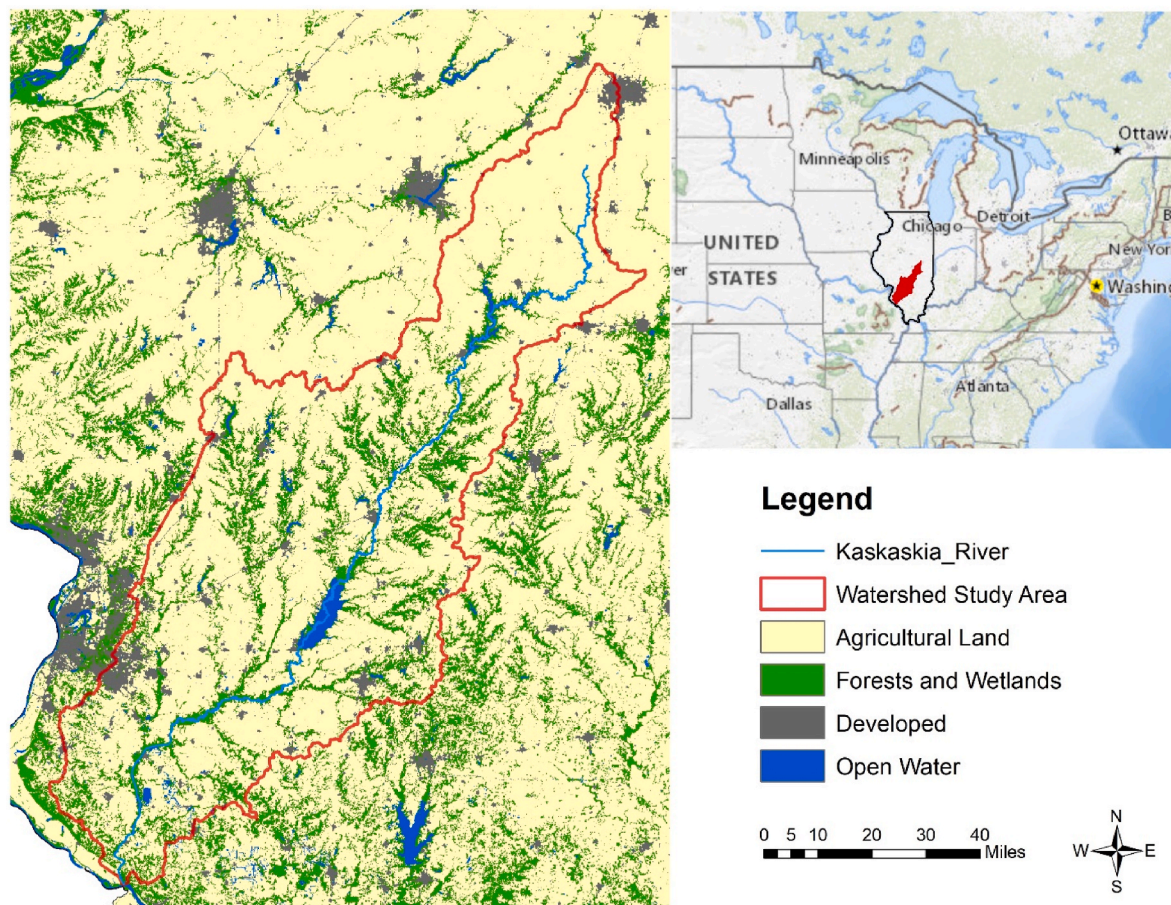 Ottaw
Minneapolis
Detroit
Chicago
New York
UNITED
STATES
Washing
Atlanta
Dallas
Legend
Kaskaskia_River
Watershed Study Area
Agricultural Land
Forests and Wetlands
Developed
Open Water
0 5 10 20 30 40
Miles
N
W E
S